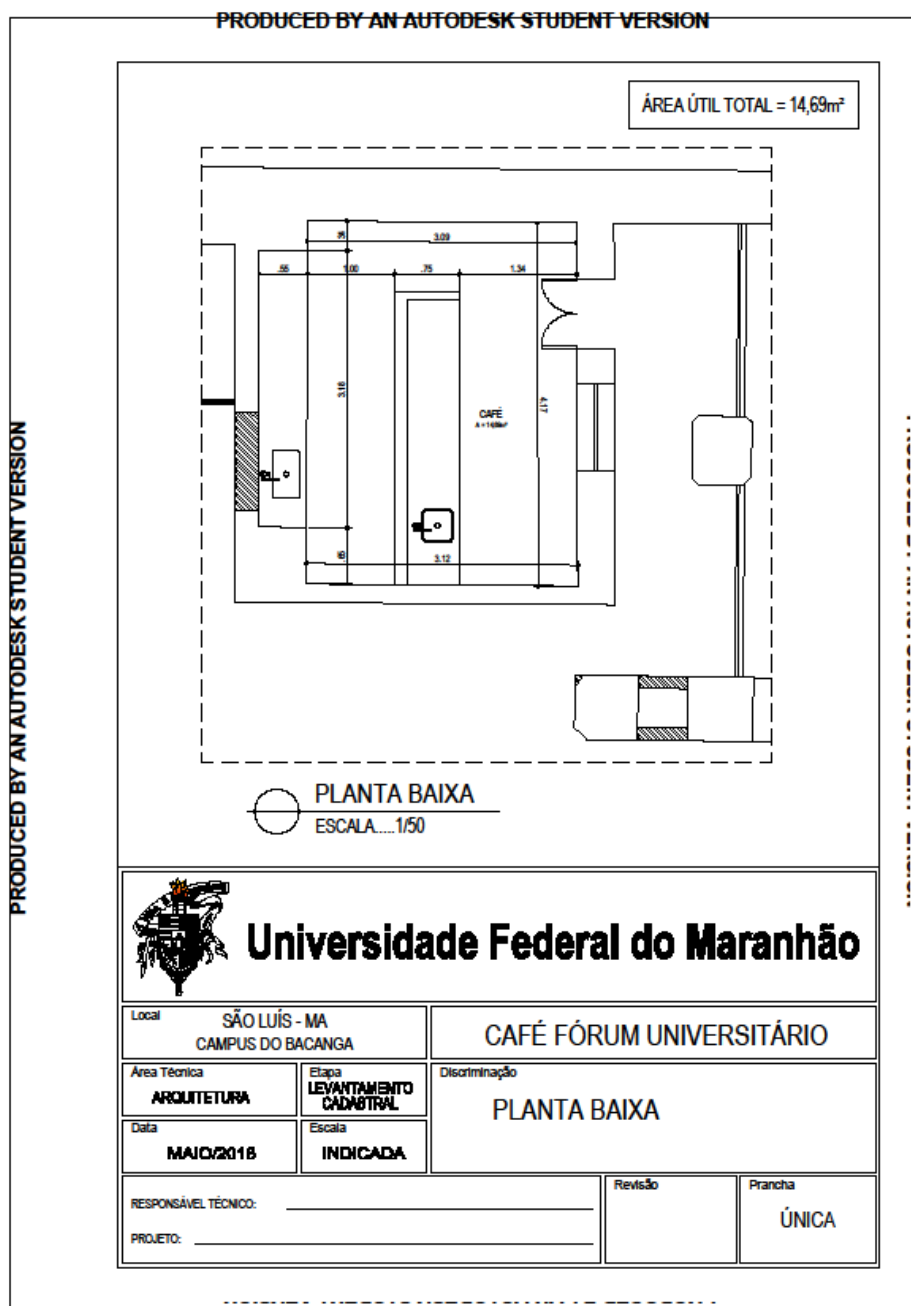 PRODUCED BY AN AUTODESK STUDENT VERSION
ÁREA ÚTIL TOTAL = 14,69m²
3.09
.55
1.00
.75
1.34
3.18
4.17
CAFÉ
3.12
PLANTA BAIXA
ESCALA.....1/50
PRODUCED BY AN AUTODESK STUDENT VERSION
Universidade Federal do Maranhão
Local
SÃO LUÍS - MA
CAMPUS DO BACANGA
CAFÉ FÓRUM UNIVERSITÁRIO
Área Técnica
ARQUITETURA
Etapa
LEVANTAMENTO
CADASTRAL
Discriminação
PLANTA BAIXA
Data
Escala
INDICADA
RESPONSÁVEL TÉCNICO:
PROJETO:
Revisão
Prancha
ÚNICA